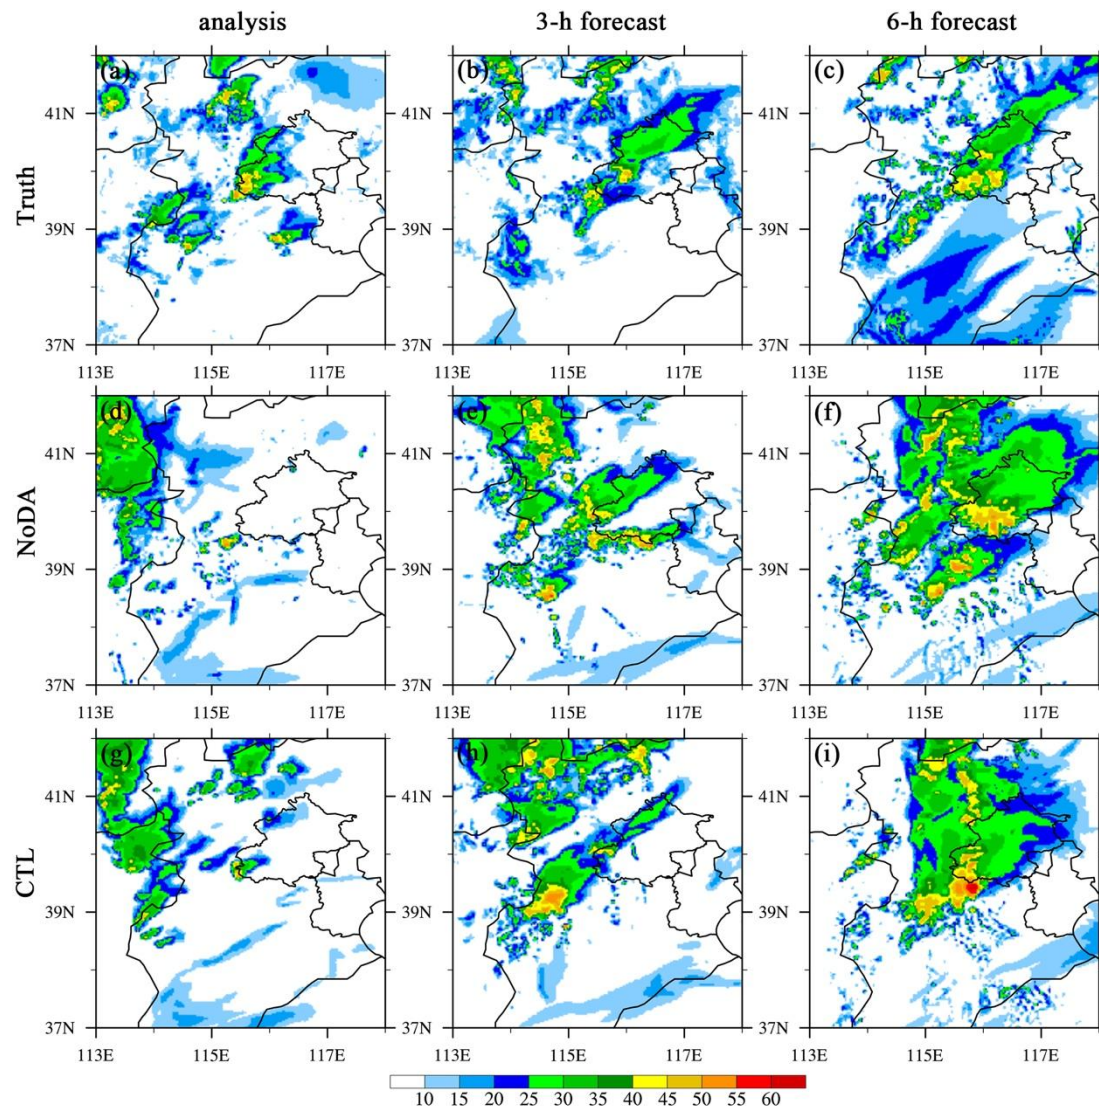 analysis 3-h forecast 6-h forecast
Truth
(a) (b) (c)
41N 41N 41N
39N 39N 39N
37N 37N 37N
113E 115E 117E 113E 115E 117E 113E 115E 117E
NoDA
(d) (e) (f)
41N 41N 41N
39N 39N 39N
37N 37N 37N
113E 115E 117E 113E 115E 117E 113E 115E 117E
CTL
(g) (h) (i)
41N 41N 41N
39N 39N 39N
37N 37N 37N
113E 115E 117E 113E 115E 117E 113E 115E 117E
10 15 20 25 30 35 40 45 50 55 60